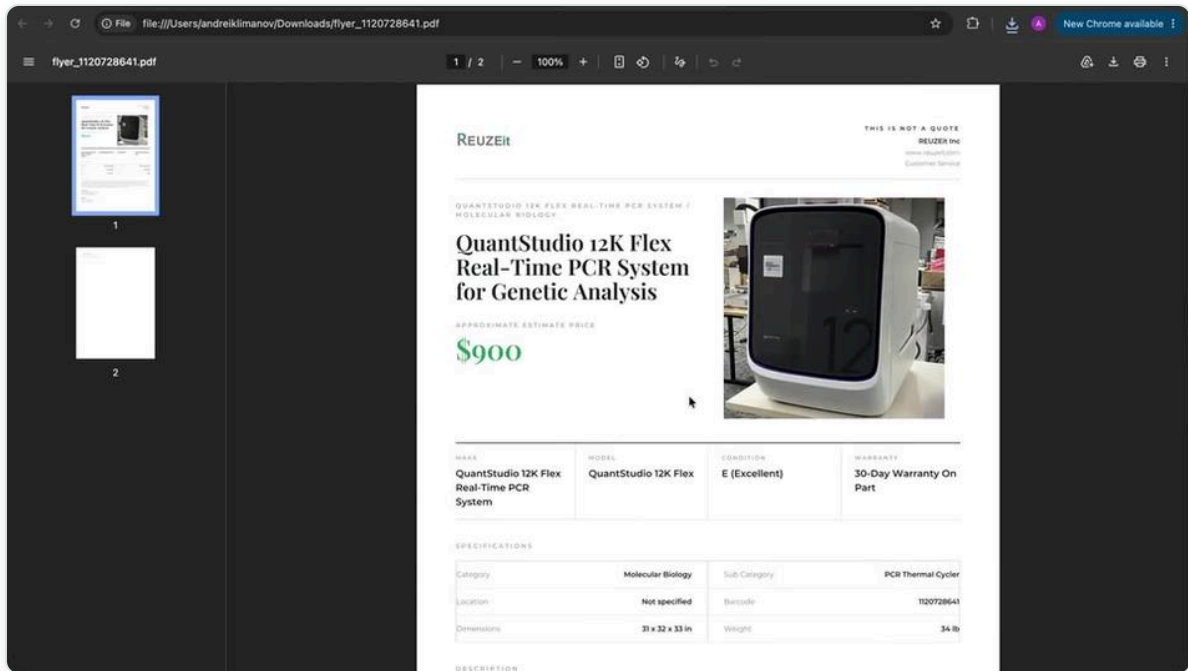 File
file:///Users/andreiklimanov/Downloads/flyer_1120728641.pdf
A
New Chrome available
flyer_1120728641.pdf
1 / 2
100%
1
2
REUZEit
THIS IS NOT A QUOTE
REUZEit Inc
www.reuzeit.com
Customer Service
QUANTSTUDIO 12K FLEX REAL-TIME PCR SYSTEM /
MOLECULAR BIOLOGY
QuantStudio 12K Flex
Real-Time PCR System
for Genetic Analysis
APPROXIMATE ESTIMATE PRICE
$900
12
MAKE
MODEL
CONDITION
WARRANTY
QuantStudio 12K Flex
Real-Time PCR
System
QuantStudio 12K Flex
E (Excellent)
30-Day Warranty On
Part
SPECIFICATIONS
Category Molecular Biology Sub Category PCR Thermal Cycler
Location Not specified Barcode 1120728641
Dimensions 31 x 32 x 33 in Weight 34 lb
DESCRIPTION